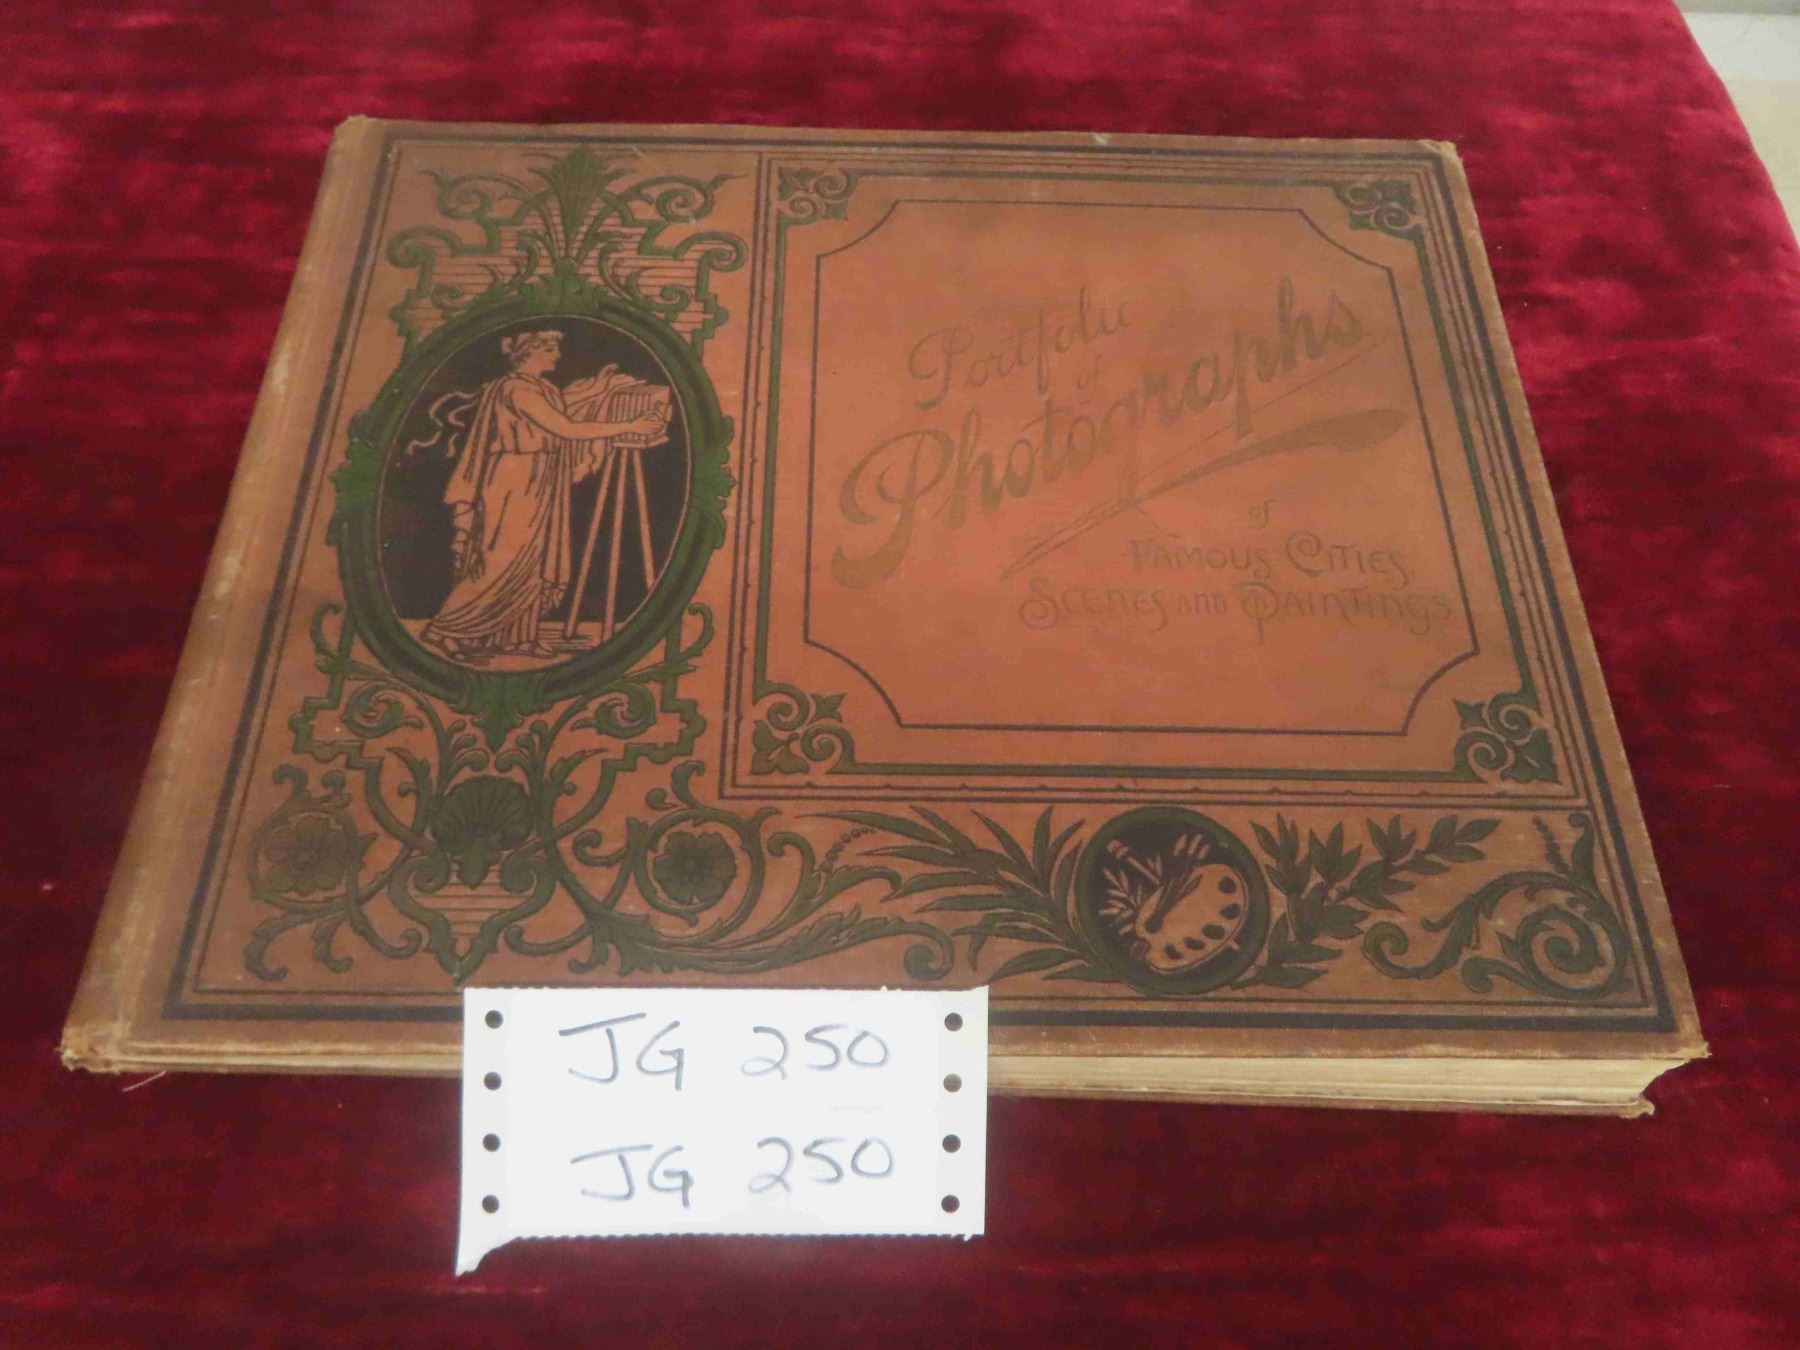 Portfolio
of
Photographs
of
Famous Cities,
Scenes and Paintings
JG 250
JG 250